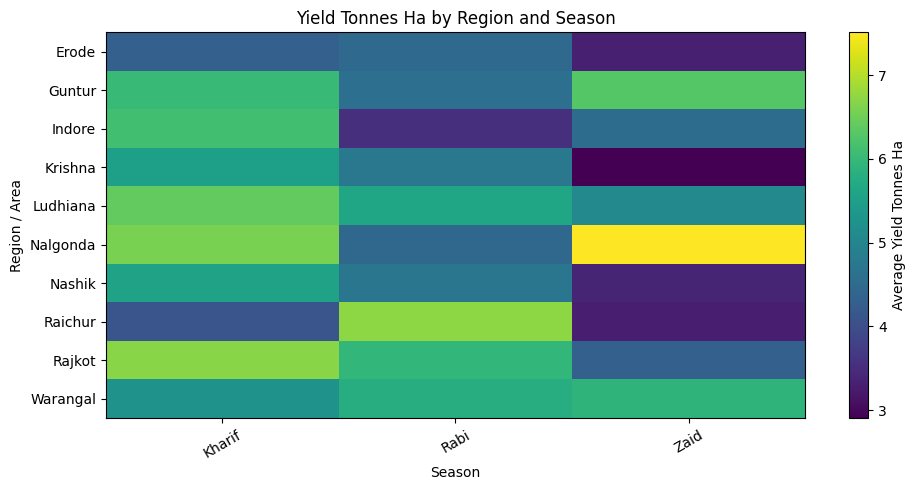 Yield Tonnes Ha by Region and Season
Region / Area
Erode
Guntur
Indore
Krishna
Ludhiana
Nalgonda
Nashik
Raichur
Rajkot
Warangal
Kharif
Rabi
Zaid
Season
7
6
5
4
3
Average Yield Tonnes Ha